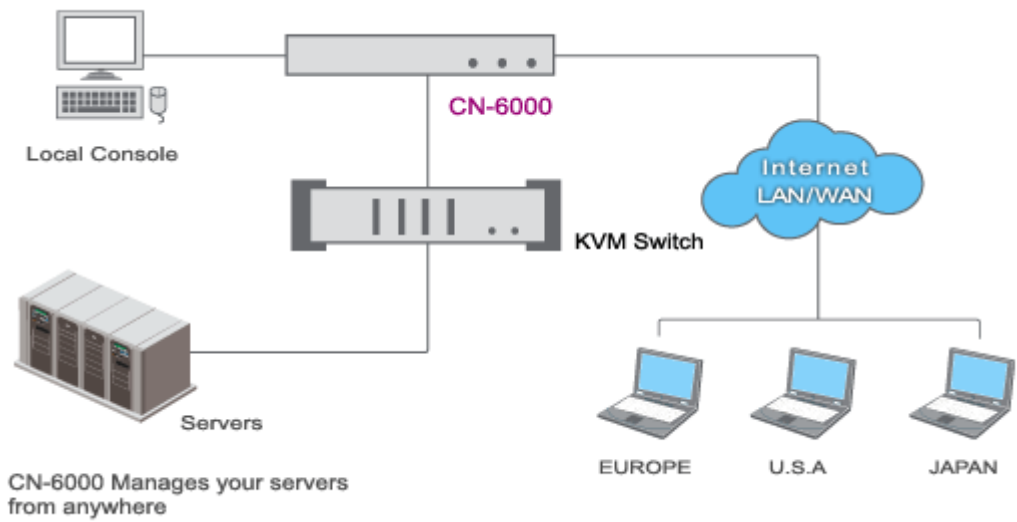 CN-6000
Local Console
Internet
LAN/WAN
KVM Switch
Servers
EUROPE
U.S.A
JAPAN
CN-6000 Manages your servers
from anywhere